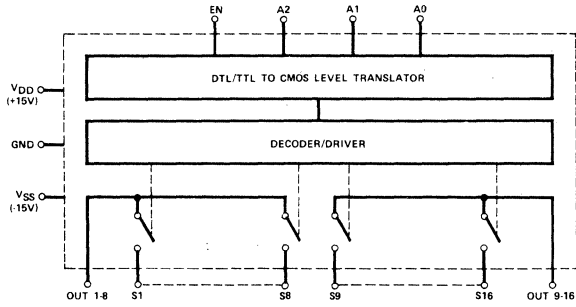 EN A2 A1 A0
DTL/TTL TO CMOS LEVEL TRANSLATOR
VDD
(+15V)
GND
DECODER/DRIVER
VSS
(-15V)
OUT 1-8 S1 S8 S9 S16 OUT 9-16